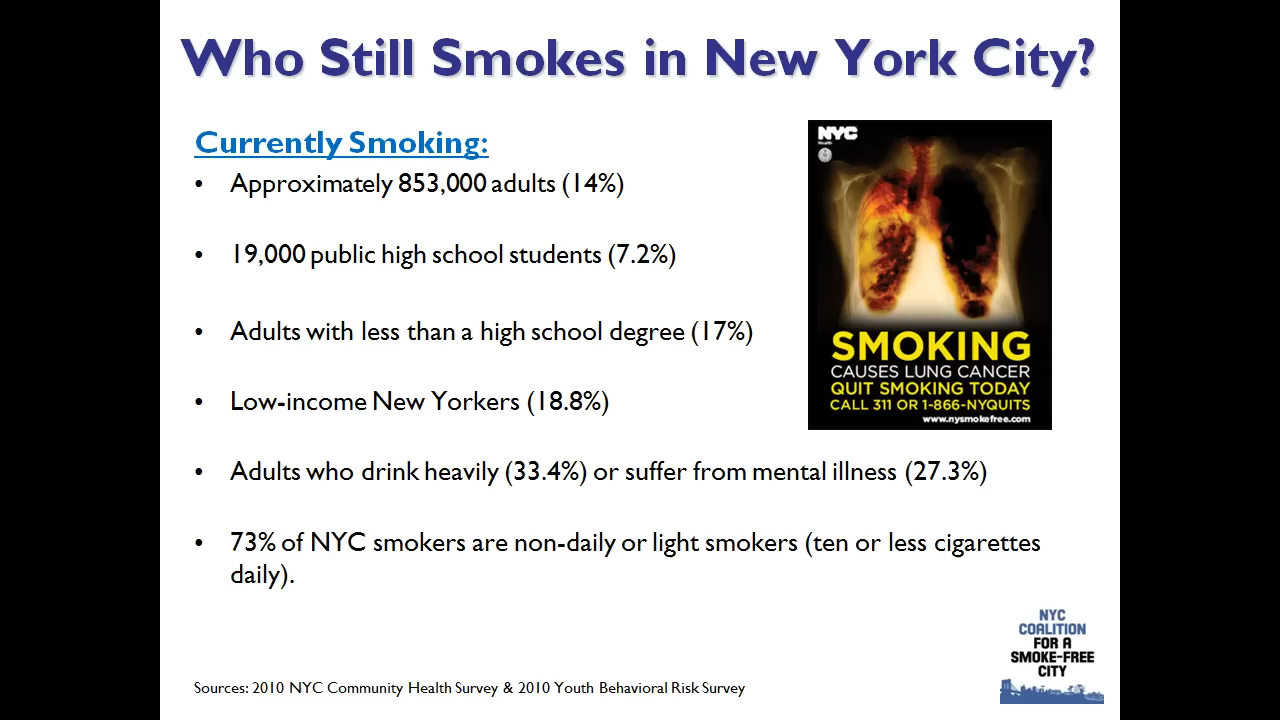 Who Still Smokes in New York City?
Currently Smoking:
• Approximately 853,000 adults (14%)
• 19,000 public high school students (7.2%)
• Adults with less than a high school degree (17%)
• Low-income New Yorkers (18.8%)
• Adults who drink heavily (33.4%) or suffer from mental illness (27.3%)
• 73% of NYC smokers are non-daily or light smokers (ten or less cigarettes
daily).
NYC
Health
SMOKING
CAUSES LUNG CANCER
QUIT SMOKING TODAY
CALL 311 OR 1-866-NYQUITS
www.nysmokefree.com
NYC
COALITION
FOR A
SMOKE-FREE
CITY
Sources: 2010 NYC Community Health Survey & 2010 Youth Behavioral Risk Survey